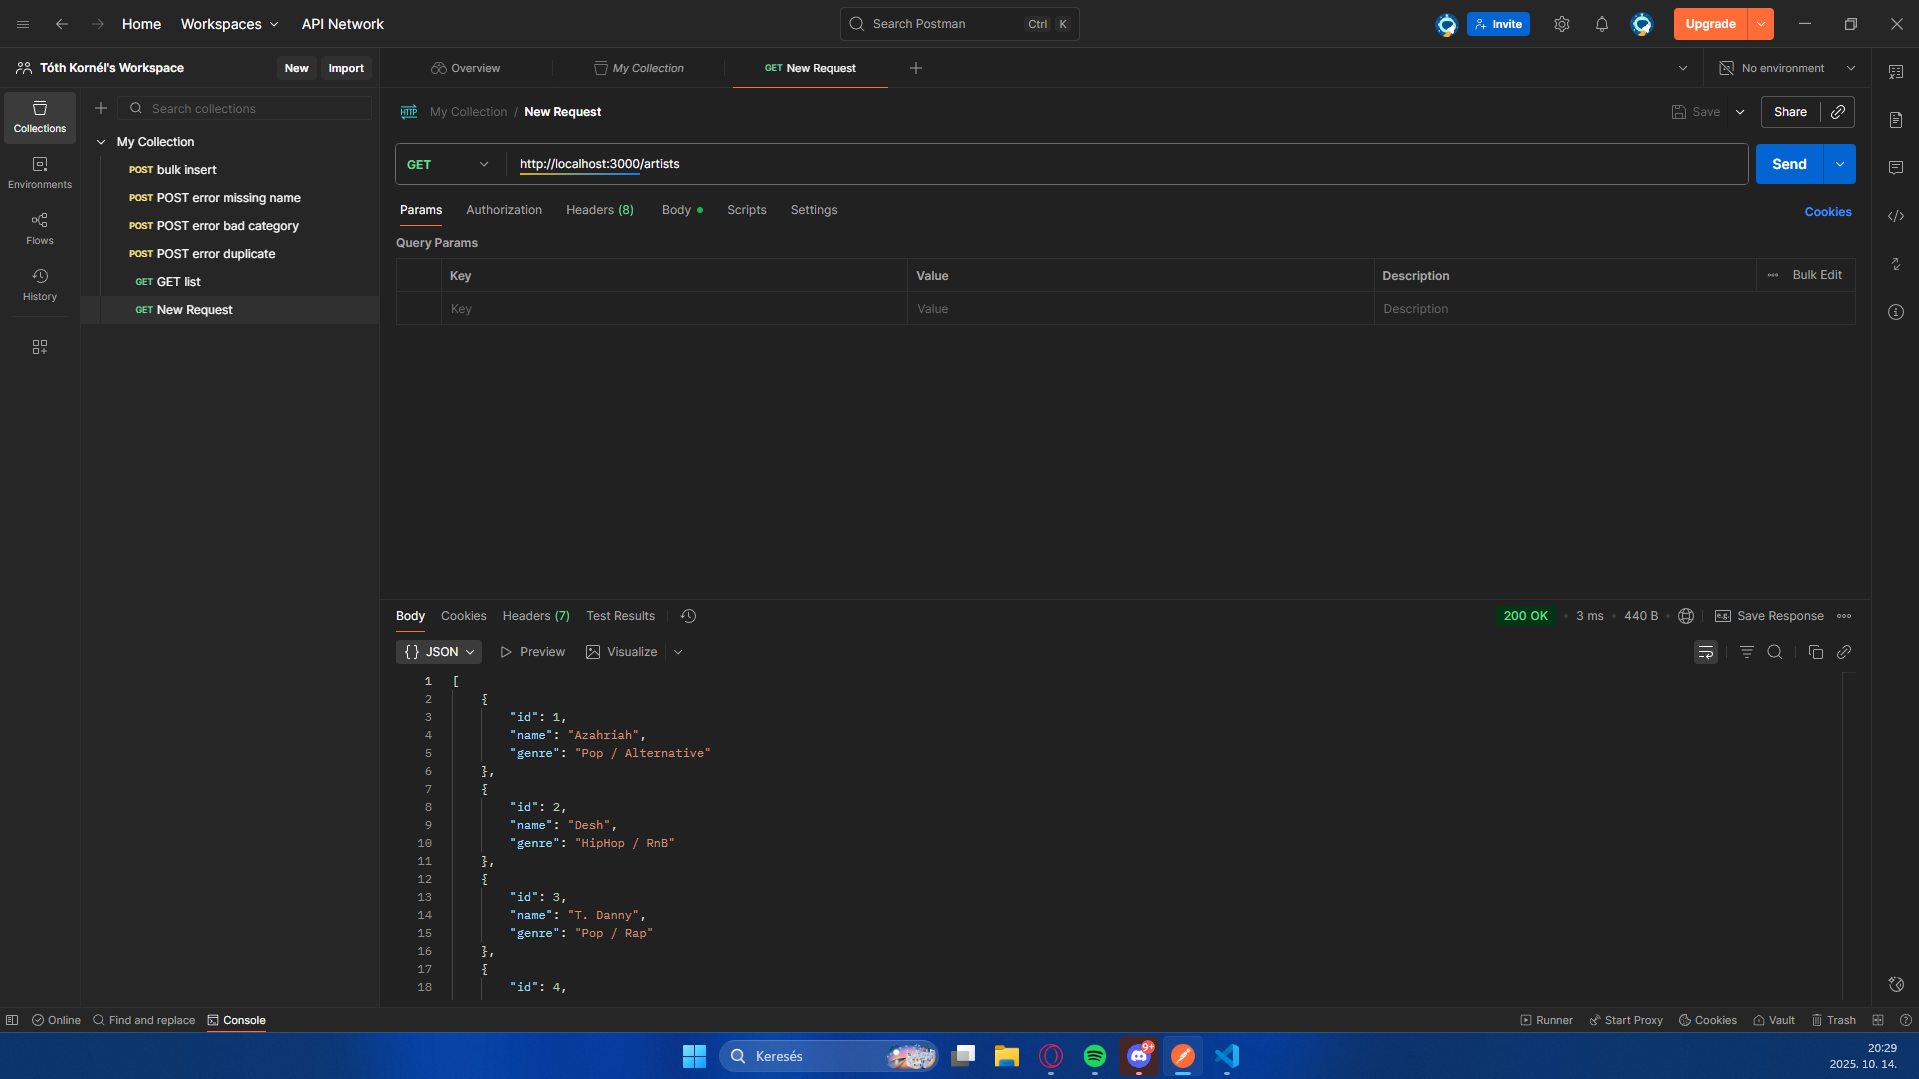 Home Workspaces API Network Search Postman Ctrl K Invite Upgrade
Tóth Kornél's Workspace New Import Overview My Collection GET New Request No environment
Search collections
Collections
Environments
Flows
History
My Collection
POST bulk insert
POST POST error missing name
POST POST error bad category
POST POST error duplicate
GET GET list
GET New Request
HTTP My Collection / New Request Save Share
GET http://localhost:3000/artists Send
Params Authorization Headers (8) Body Scripts Settings Cookies
Query Params
Key Value Description Bulk Edit
Key Value Description
Body Cookies Headers (7) Test Results 200 OK 3 ms 440 B e.g. Save Response
{} JSON Preview Visualize
1 [
2 {
3 "id": 1,
4 "name": "Azahriah",
5 "genre": "Pop / Alternative"
6 },
7 {
8 "id": 2,
9 "name": "Desh",
10 "genre": "HipHop / RnB"
11 },
12 {
13 "id": 3,
14 "name": "T. Danny",
15 "genre": "Pop / Rap"
16 },
17 {
18 "id": 4,
Online Find and replace Console Runner Start Proxy Cookies Vault Trash
Keresés 9+ 20:29
2025. 10. 14.